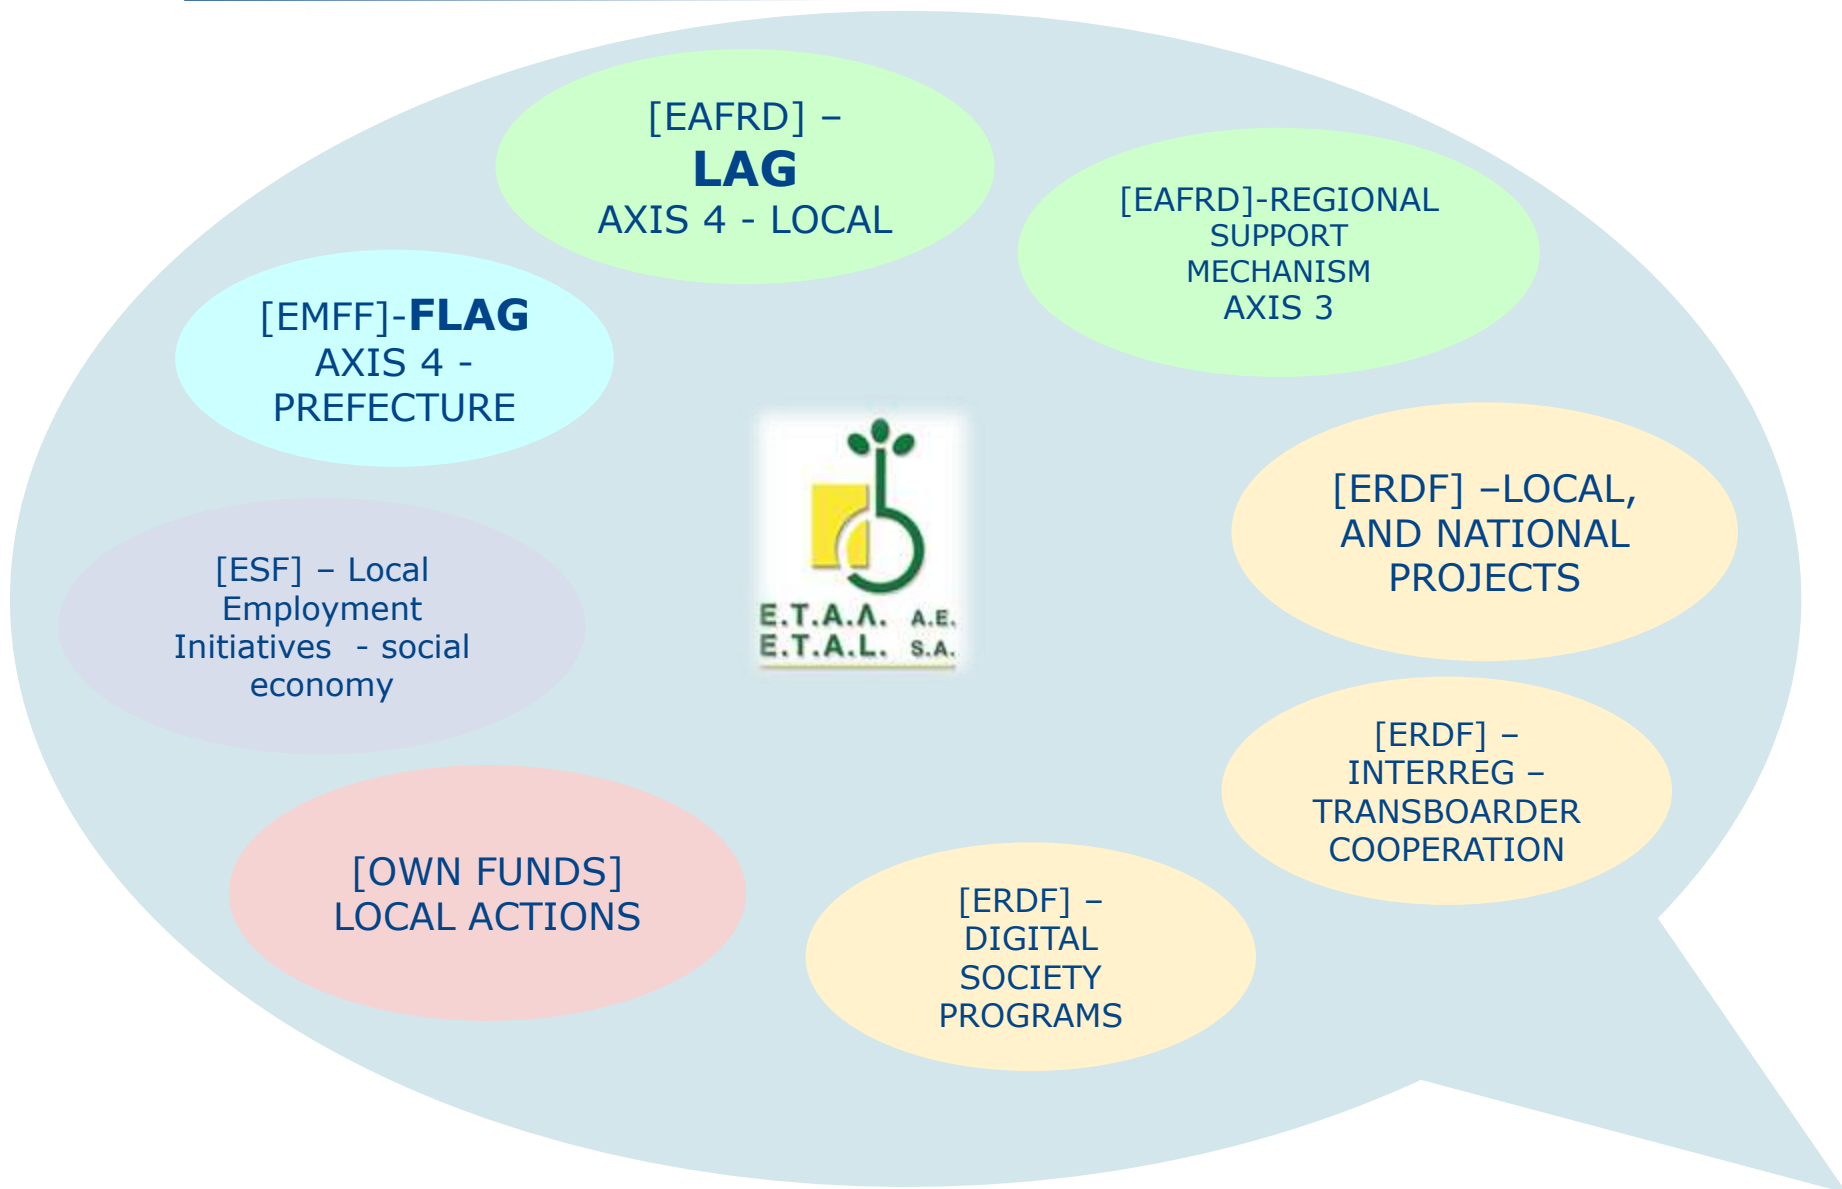 [EAFRD] –
LAG
AXIS 4 - LOCAL
[EAFRD]-REGIONAL
SUPPORT
MECHANISM
AXIS 3
[EMFF]-FLAG
AXIS 4 -
PREFECTURE
[ERDF] –LOCAL,
AND NATIONAL
PROJECTS
[ESF] – Local
Employment
Initiatives - social
economy
Ε.Τ.Α.Λ. Α.Ε.
E.T.A.L. S.A.
[ERDF] –
INTERREG –
TRANSBOARDER
COOPERATION
[OWN FUNDS]
LOCAL ACTIONS
[ERDF] –
DIGITAL
SOCIETY
PROGRAMS